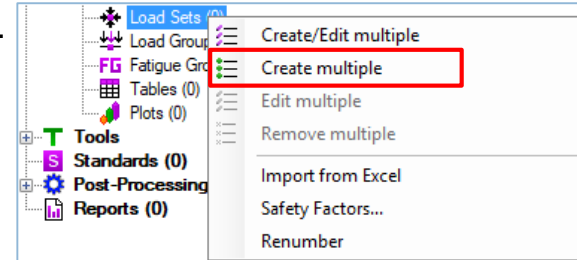 Load Sets (0)
Load Grou
FG Fatigue Gro
Tables (0)
Plots (0)
T Tools
S Standards (0)
Post-Processing
Reports (0)
Create/Edit multiple
Create multiple
Edit multiple
Remove multiple
Import from Excel
Safety Factors...
Renumber